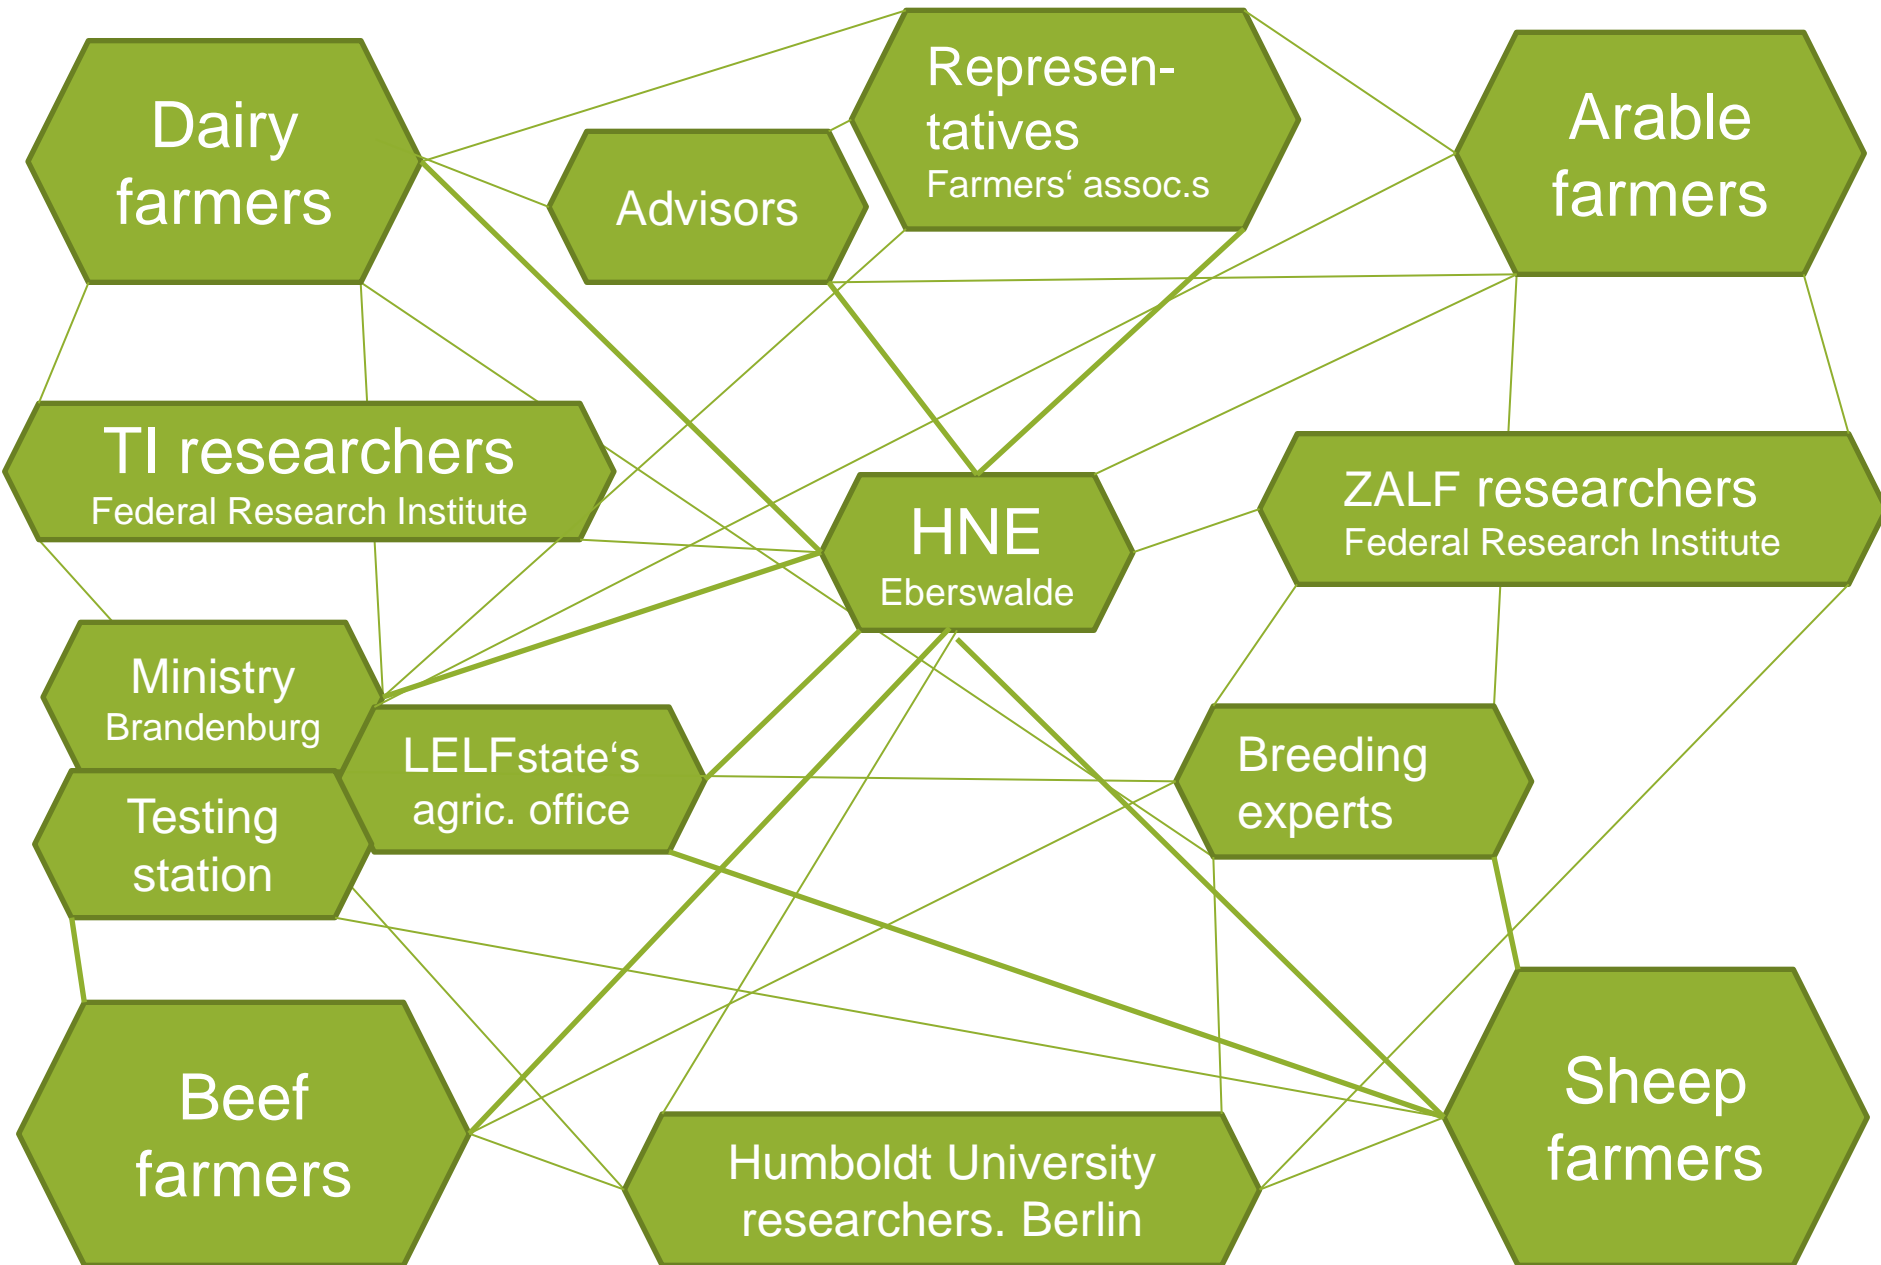 Dairy
farmers
Represen-
tatives
Farmers‘ assoc.s
Advisors
Arable
farmers
TI researchers
Federal Research Institute
HNE
Eberswalde
ZALF researchers
Federal Research Institute
Ministry
Brandenburg
LELFstate‘s
agric. office
Testing
station
Breeding
experts
Beef
farmers
Humboldt University
researchers. Berlin
Sheep
farmers